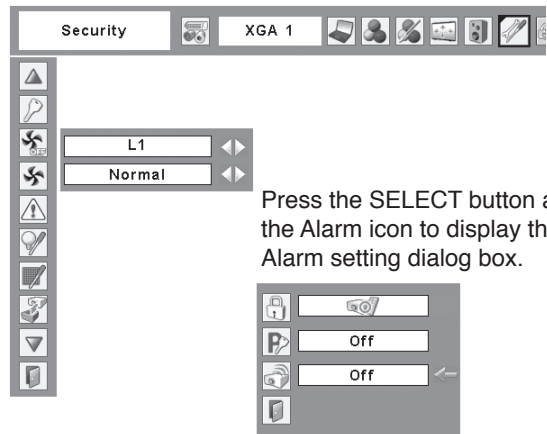 Security XGA 1
L1
Normal
Press the SELECT button a
the Alarm icon to display th
Alarm setting dialog box.
Off
Off